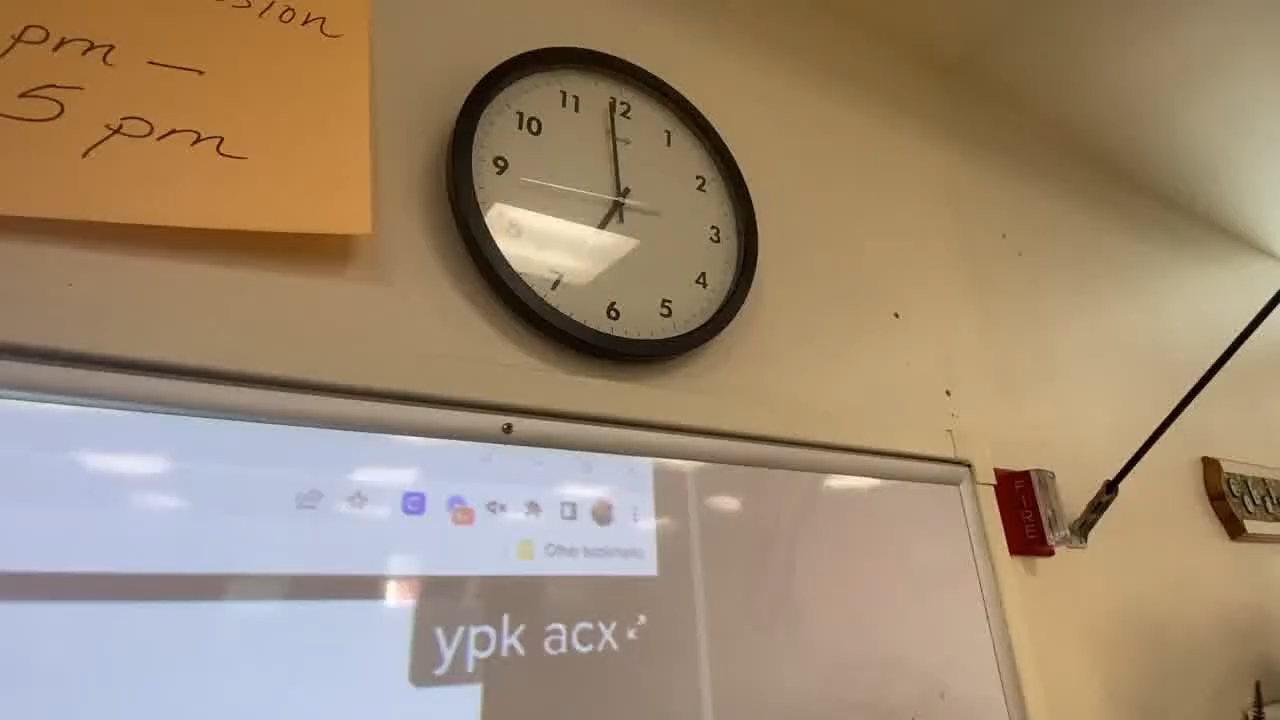 pm —
5 pm
11 12 1
10 2
9 3
4
7 6 5
Other bookmarks
ypk acx
FIRE